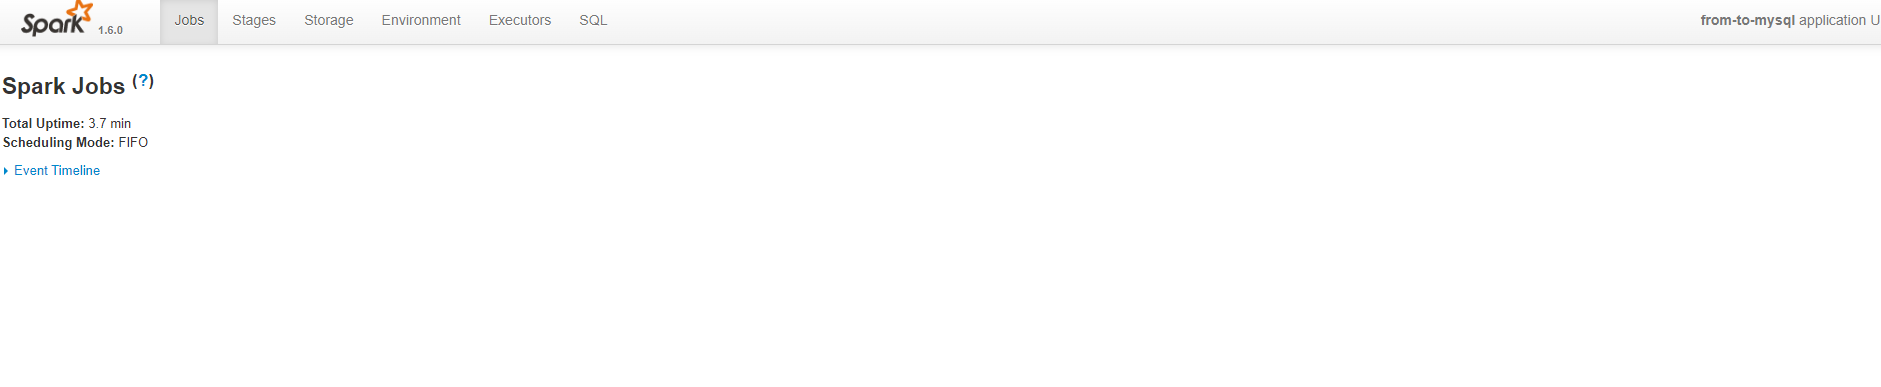 Spark 1.6.0 Jobs Stages Storage Environment Executors SQL from-to-mysql application U
Spark Jobs (?)
Total Uptime: 3.7 min
Scheduling Mode: FIFO
Event Timeline